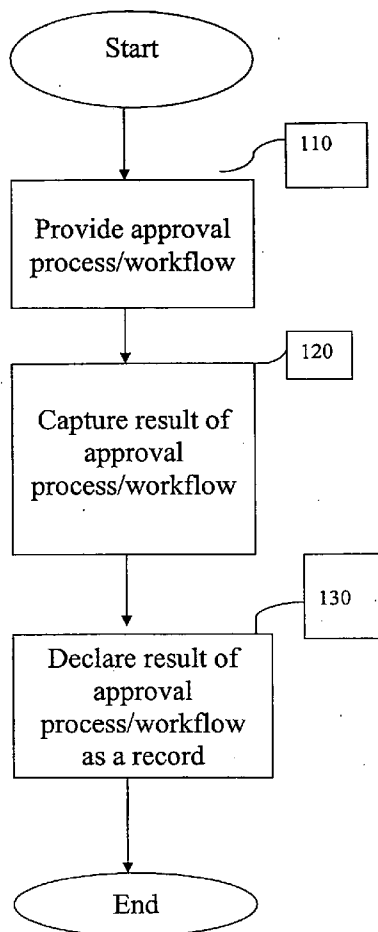 Start
110
Provide approval
process/workflow
120
Capture result of
approval
process/workflow
130
Declare result of
approval
process/workflow
as a record
End